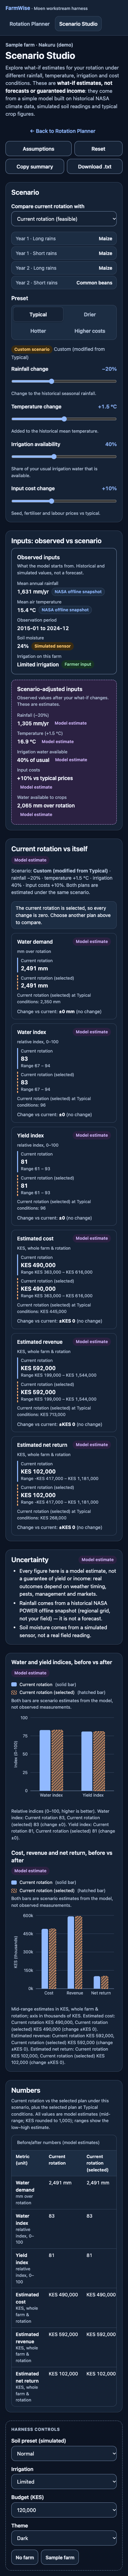 FarmWise · Mowen workstream harness
Rotation Planner
Scenario Studio
Sample farm · Nakuru (demo)
Scenario Studio
Explore what-if estimates for your rotation under different rainfall, temperature, irrigation and cost conditions. These are what-if estimates, not forecasts or guaranteed income: they come from a simple model built on historical NASA climate data, simulated soil readings and typical crop figures.
← Back to Rotation Planner
Assumptions
Reset
Copy summary
Download .txt
Scenario
Compare current rotation with
Current rotation (feasible)
Year 1 · Long rains Maize
Year 1 · Short rains Maize
Year 2 · Long rains Maize
Year 2 · Short rains Common beans
Preset
Typical
Drier
Hotter
Higher costs
Custom scenario Custom (modified from Typical)
Rainfall change −20%
Change to the historical seasonal rainfall.
Temperature change +1.5 °C
Added to the historical mean temperature.
Irrigation availability 40%
Share of your usual irrigation water that is available.
Input cost change +10%
Seed, fertiliser and labour prices vs typical.
Inputs: observed vs scenario
Observed inputs
What the model starts from. Historical and simulated values, not a forecast.
Mean annual rainfall
1,631 mm/yr NASA offline snapshot
Mean air temperature
15.4 °C NASA offline snapshot
Observation period
2015-01 to 2024-12
Soil moisture
24% Simulated sensor
Irrigation on this farm
Limited irrigation Farmer input
Scenario-adjusted inputs
Observed values after your what-if changes. These are estimates.
Rainfall (−20%)
1,305 mm/yr Model estimate
Temperature (+1.5 °C)
16.9 °C Model estimate
Irrigation water available
40% of usual Model estimate
Input costs
+10% vs typical prices
Model estimate
Water available to crops
2,065 mm over rotation
Model estimate
Current rotation vs itself
Model estimate
Scenario: Custom (modified from Typical) · rainfall −20% · temperature +1.5 °C · irrigation 40% · input costs +10%. Both plans are estimated under the same scenario.
The current rotation is selected, so every change is zero. Choose another plan above to compare.
Water demand Model estimate
mm over rotation
Current rotation
2,491 mm
Current rotation (selected)
2,491 mm
Current rotation (selected) at Typical conditions: 2,350 mm
Change vs current: ±0 mm (no change)
Water index Model estimate
relative index, 0–100
Current rotation
83
Range 67 – 94
Current rotation (selected)
83
Range 67 – 94
Current rotation (selected) at Typical conditions: 86
Change vs current: ±0 (no change)
Yield index Model estimate
relative index, 0–100
Current rotation
81
Range 61 – 93
Current rotation (selected)
81
Range 61 – 93
Current rotation (selected) at Typical conditions: 86
Change vs current: ±0 (no change)
Estimated cost Model estimate
KES, whole farm & rotation
Current rotation
KES 490,000
Range KES 363,000 – KES 616,000
Current rotation (selected)
KES 490,000
Range KES 363,000 – KES 616,000
Current rotation (selected) at Typical conditions: KES 445,000
Change vs current: ±KES 0 (no change)
Estimated revenue Model estimate
KES, whole farm & rotation
Current rotation
KES 592,000
Range KES 199,000 – KES 1,544,000
Current rotation (selected)
KES 592,000
Range KES 199,000 – KES 1,544,000
Current rotation (selected) at Typical conditions: KES 713,000
Change vs current: ±KES 0 (no change)
Estimated net return Model estimate
KES, whole farm & rotation
Current rotation
KES 102,000
Range -KES 417,000 – KES 1,181,000
Current rotation (selected)
KES 102,000
Range -KES 417,000 – KES 1,181,000
Current rotation (selected) at Typical conditions: KES 268,000
Change vs current: ±KES 0 (no change)
Uncertainty Model estimate
• Every figure here is a model estimate, not a guarantee of yield or income: real outcomes depend on weather timing, pests, management and markets.
• Rainfall comes from a historical NASA POWER offline snapshot (regional grid, not your field) — it is not a forecast.
• Soil moisture comes from a simulated sensor, not a real field reading.
Water and yield indices, before vs after
Model estimate
Current rotation (solid bar)
Current rotation (selected) (hatched bar)
Both bars are scenario estimates from the model, not observed measurements.
100
75
50
25
0
Index (0–100)
Water index
Yield index
Relative indices (0–100, higher is better). Water index: Current rotation 83, Current rotation (selected) 83 (change ±0). Yield index: Current rotation 81, Current rotation (selected) 81 (change ±0).
Cost, revenue and net return, before vs after
Model estimate
Current rotation (solid bar)
Current rotation (selected) (hatched bar)
Both bars are scenario estimates from the model, not observed measurements.
600k
450k
300k
150k
0k
KES (thousands)
Cost
Revenue
Net return
Mid-range estimates in KES, whole farm & rotation; axis in thousands of KES. Estimated cost: Current rotation KES 490,000, Current rotation (selected) KES 490,000 (change ±KES 0). Estimated revenue: Current rotation KES 592,000, Current rotation (selected) KES 592,000 (change ±KES 0). Estimated net return: Current rotation KES 102,000, Current rotation (selected) KES 102,000 (change ±KES 0).
Numbers
Current rotation vs the selected plan under this scenario, plus the selected plan at Typical conditions. All values are model estimates (mid-range; KES rounded to 1,000); ranges show the low–high estimate.
Before/after numbers (model estimates)
Metric (unit) Current rotation Current rotation (selected)
Water demand mm over rotation 2,491 mm 2,491 mm
Water index relative index, 0–100 83 83
Yield index relative index, 0–100 81 81
Estimated cost KES, whole farm & rotation KES 490,000 KES 490,000
Estimated revenue KES, whole farm & rotation KES 592,000 KES 592,000
Estimated net return KES, whole farm & rotation KES 102,000 KES 102,000
HARNESS CONTROLS
Soil preset (simulated)
Normal
Irrigation
Limited
Budget (KES)
120,000
Theme
Dark
No farm
Sample farm